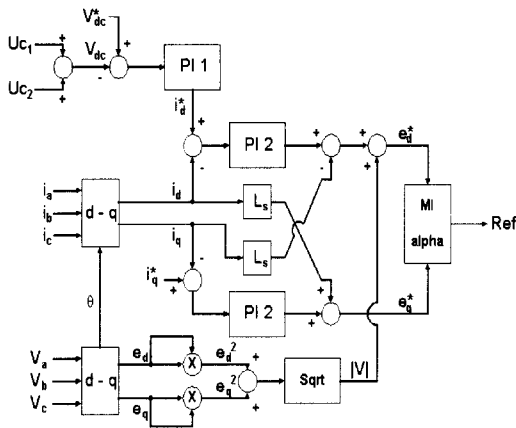 V*dc
Uc1 + Vdc - + PI 1
Uc2 +
i*d
+ PI 2 + + e*d
- - +
ia id Ls
ib d - q MI alpha Ref
ic iq Ls
- +
i*q + PI 2 + e*q
θ
Va ed X ed² +
Vb d - q eq² Sqrt |V|
Vc eq X +